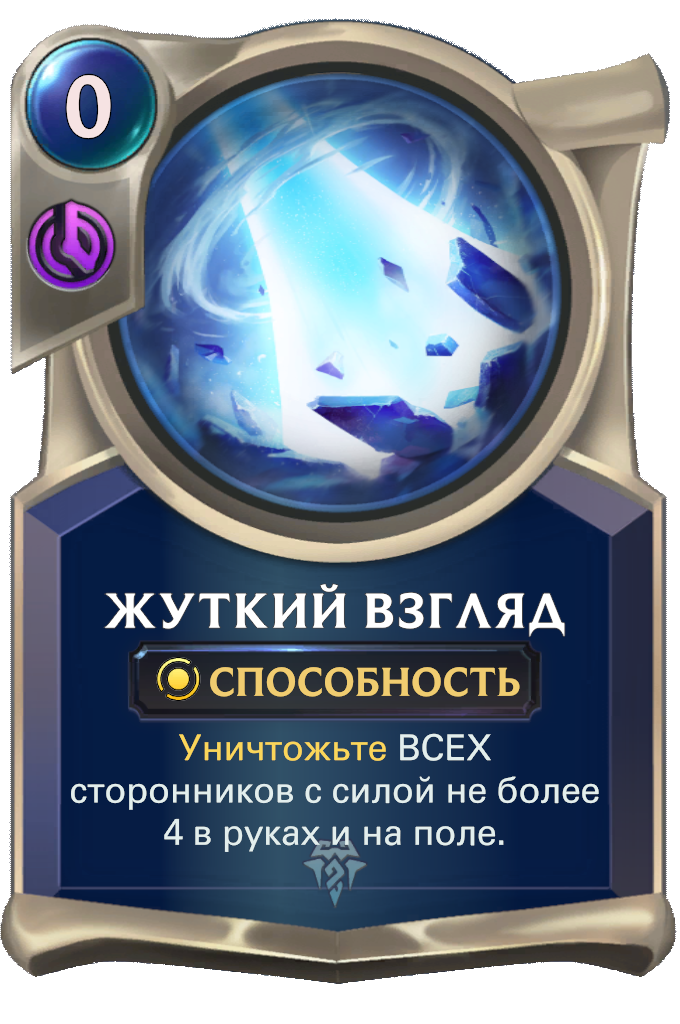 0
ЖУТКИЙ ВЗГЛЯД
СПОСОБНОСТЬ
Уничтожьте ВСЕХ
сторонников с силой не более
4 в руках и на поле.